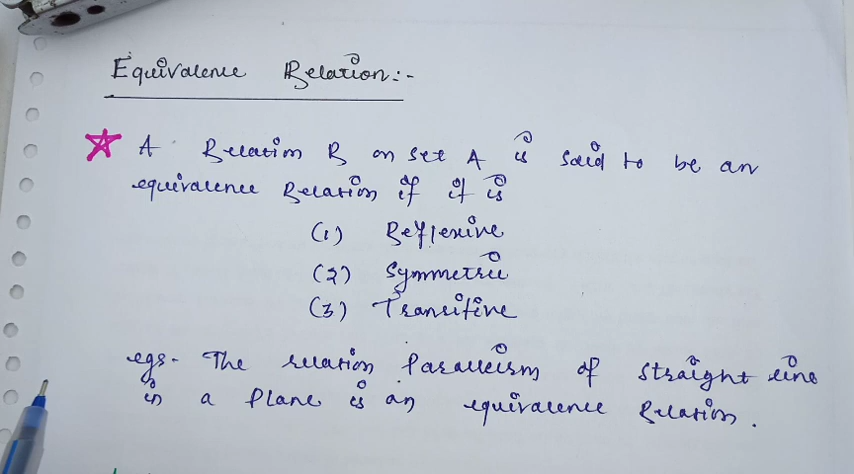 Equivalence Relation:-
A Relation R on set A is said to be an
equivalence Relation if if is
(1) Reflexive
(2) Symmetric
(3) Transitive
egs- The relation Parallelism of straight line
in a plane is an equivalence Relation.